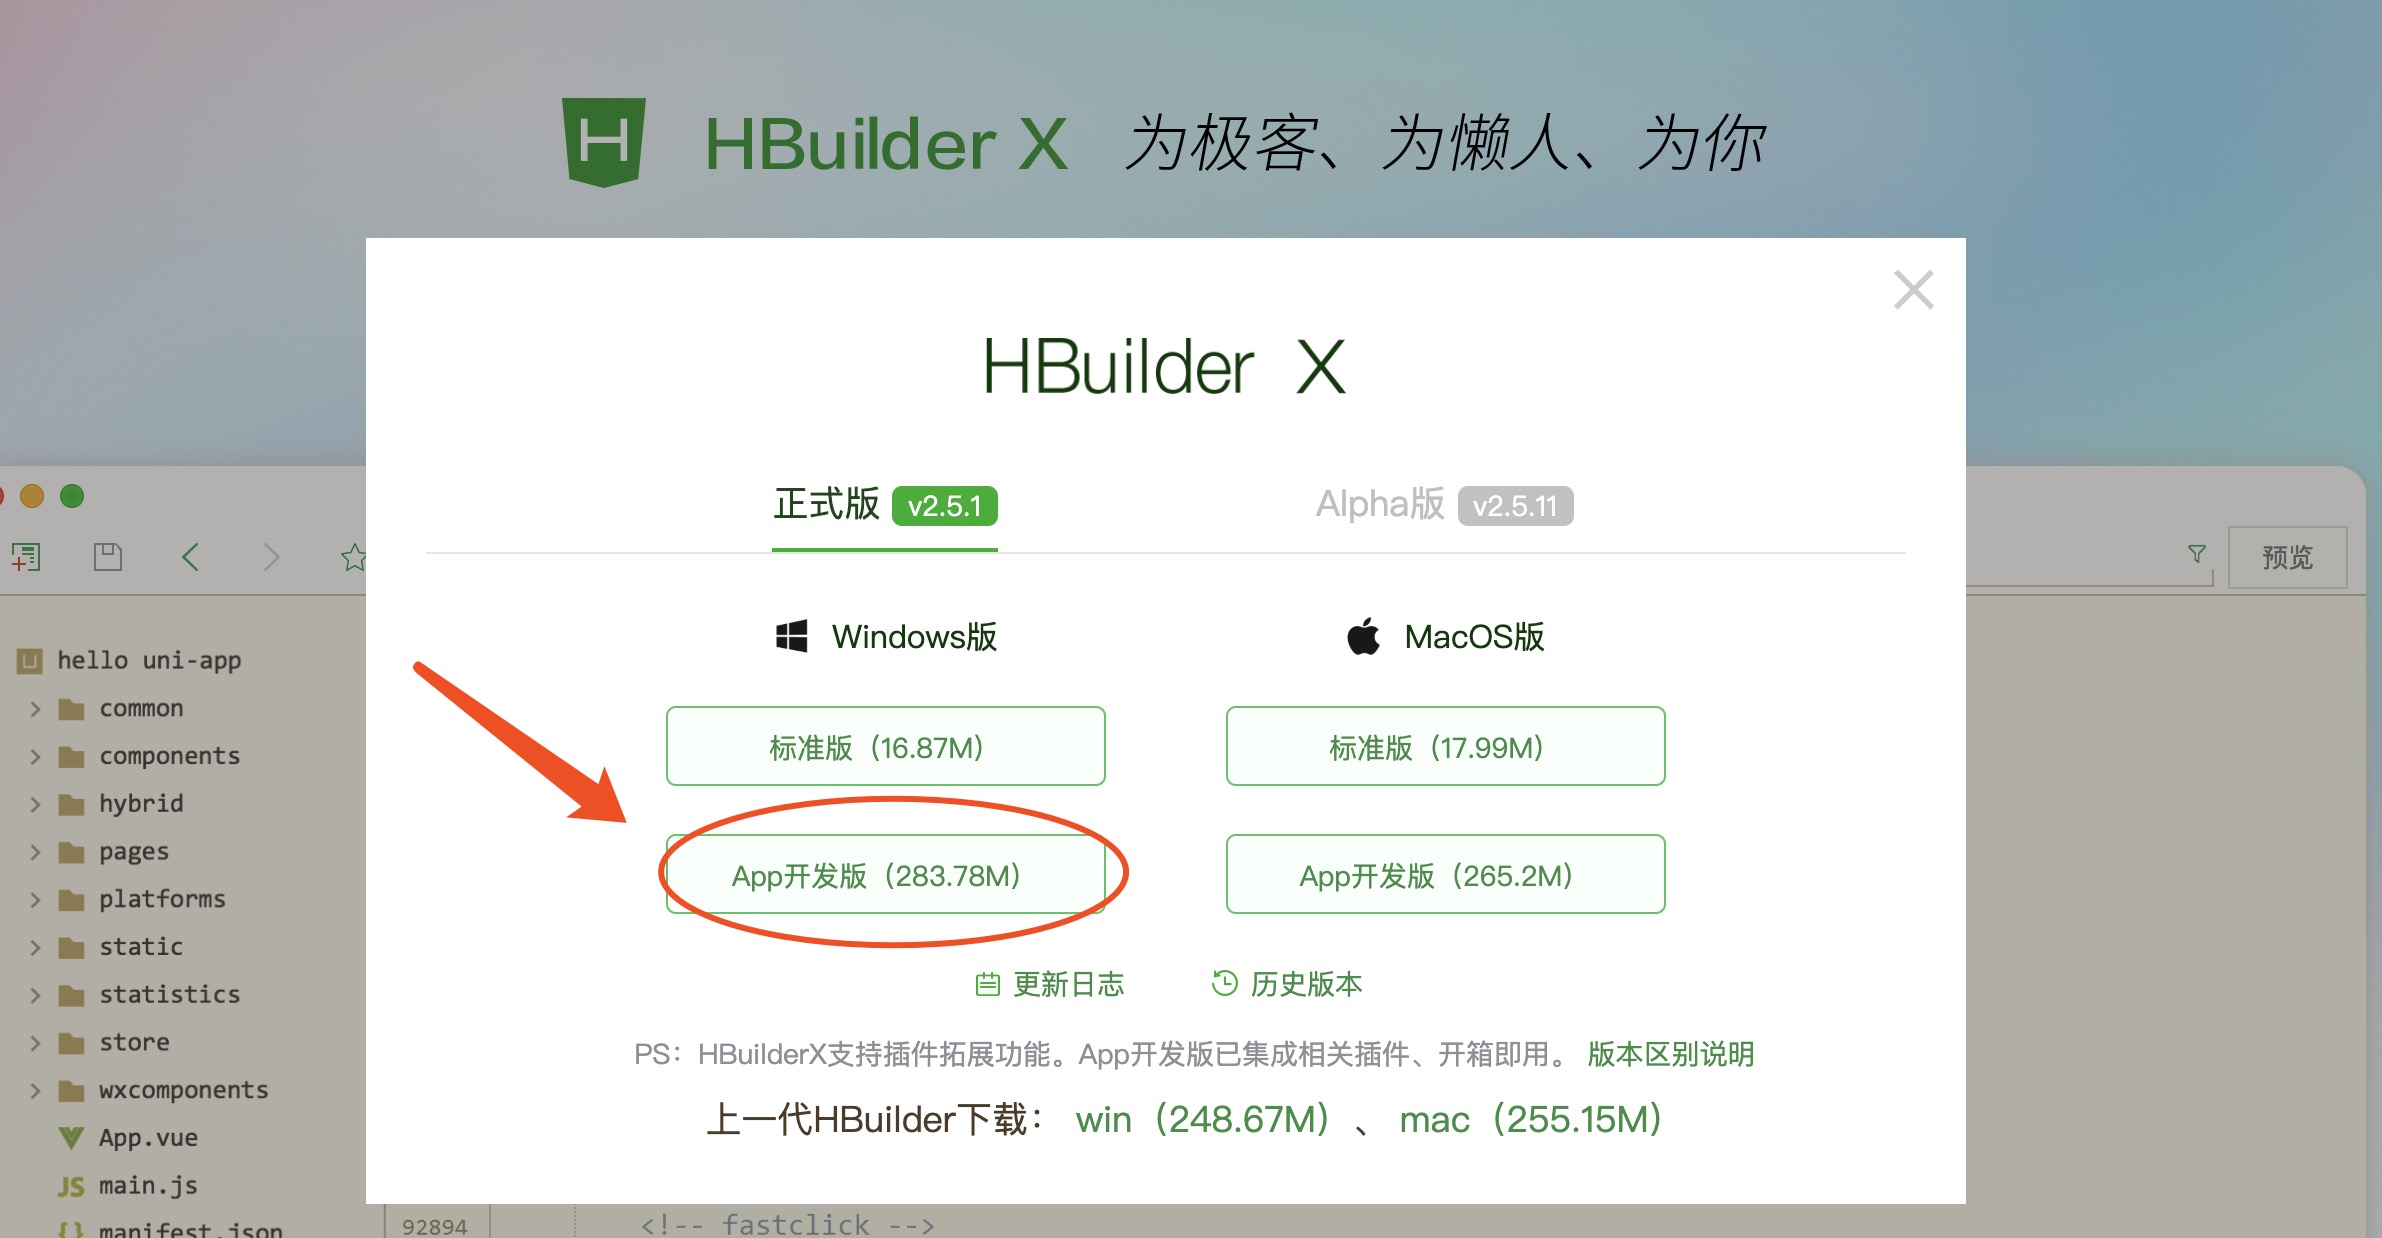 H HBuilder X 为极客、为懒人、为你
HBuilder X
正式版 v2.5.1
Alpha版 v2.5.11
预览
Windows版
MacOS版
标准版（16.87M）
标准版（17.99M）
App开发版（283.78M）
App开发版（265.2M）
更新日志
历史版本
PS：HBuilderX支持插件拓展功能。App开发版已集成相关插件、开箱即用。 版本区别说明
上一代HBuilder下载： win（248.67M）、 mac（255.15M）
U hello uni-app
common
components
hybrid
pages
platforms
static
statistics
store
wxcomponents
App.vue
JS main.js
{} manifest.json
92894 <!-- fastclick -->